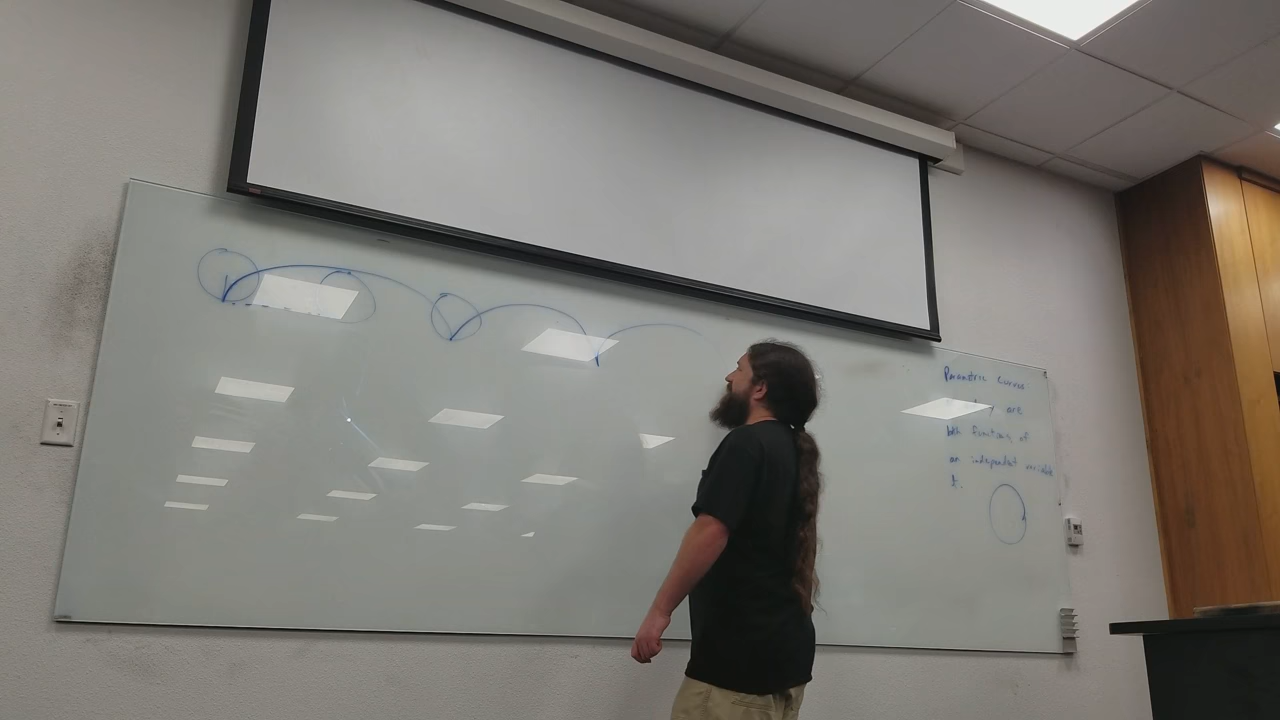 Parametric Curves
y are
both functions of
an independent variable
t.